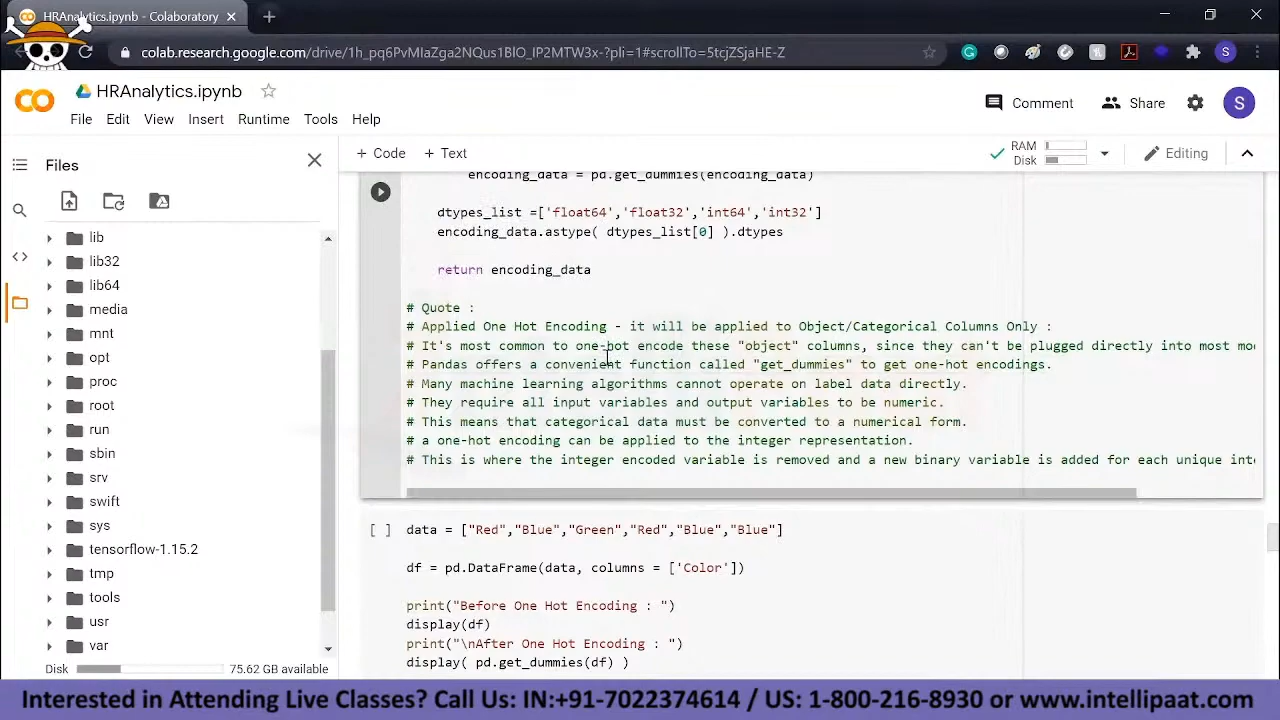 HRAnalytics.ipynb - Colaboratory
colab.research.google.com/drive/
HRAnalytics.ipynb
File Edit View Insert Runtime Tools Help
Comment
Share
S
Files
+ Code + Text
RAM
Disk
Editing
lib
lib32
lib64
media
mnt
opt
proc
root
run
sbin
srv
swift
sys
tensorflow-1.15.2
tmp
tools
usr
var
Disk
75.62 GB available
encoding_data = pd.get_dummies(encoding_data)
dtypes_list =['float64','float32','int64','int32']
encoding_data.astype( dtypes_list[0] ).dtypes
return encoding_data
# Quote :
# Applied One Hot Encoding - it will be applied to Object/Categorical Columns Only :
# It's most common to one-hot encode these "object" columns, since they can't be plugged directly into most
# Pandas offers a convenient function called "get_dummies" to get one-hot encodings.
# Many machine learning algorithms cannot operate on label data directly.
# They require all input variables and output variables to be numeric.
# This means that categorical data must be converted to a numerical form.
# a one-hot encoding can be applied to the integer representation.
# This is where the integer encoded variable is removed and a new binary variable is added for each unique
[ ] data = ["Red","Blue","Green","Red","Blue","Blue"]
df = pd.DataFrame(data, columns = ['Color'])
print("Before One Hot Encoding : ")
display(df)
print("\nAfter One Hot Encoding : ")
display( pd.get_dummies(df) )
Interested in Attending Live Classes? Call Us: IN:+91-7022374614 / US: 1-800-216-8930 or www.intellipaat.com